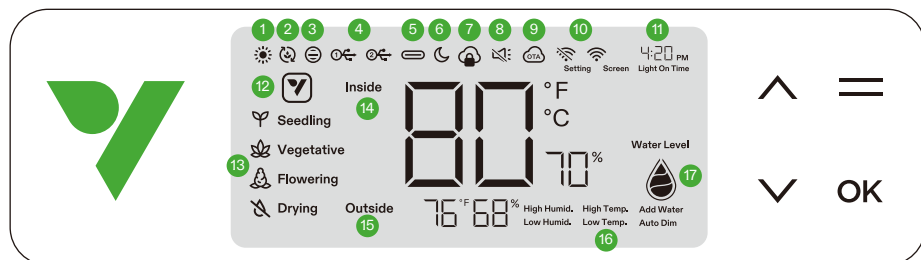 1 2 3 4 5 6 7 8 9 10 11
1 2 OTA 4:20 PM
Setting Screen Light On Time
12 Inside 80 °F
14 °C
Seedling
13 Vegetative 70% Water Level
Flowering 17
Drying Outside 76°F 68% High Humid. High Temp. Add Water
Low Humid. Low Temp. Auto Dim
15 16
OK